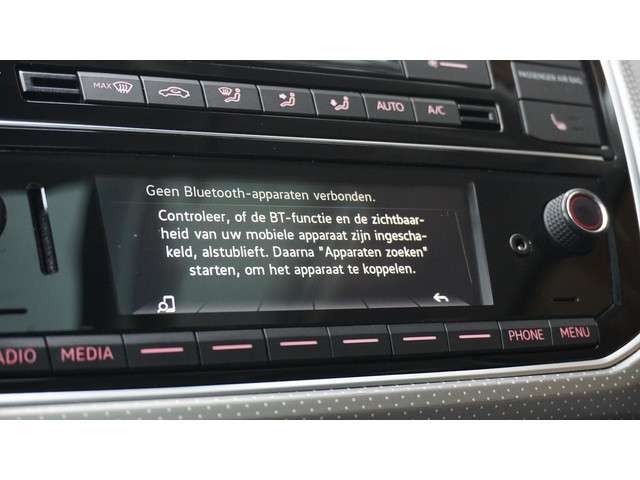 PASSENGER AIR BAG
MAX
AUTO
A/C
Geen Bluetooth-apparaten verbonden.
Controleer, of de BT-functie en de zichtbaar-
heid van uw mobiele apparaat zijn ingescha-
keld, alstublieft. Daarna "Apparaten zoeken"
starten, om het apparaat te koppelen.
RADIO
MEDIA
PHONE
MENU